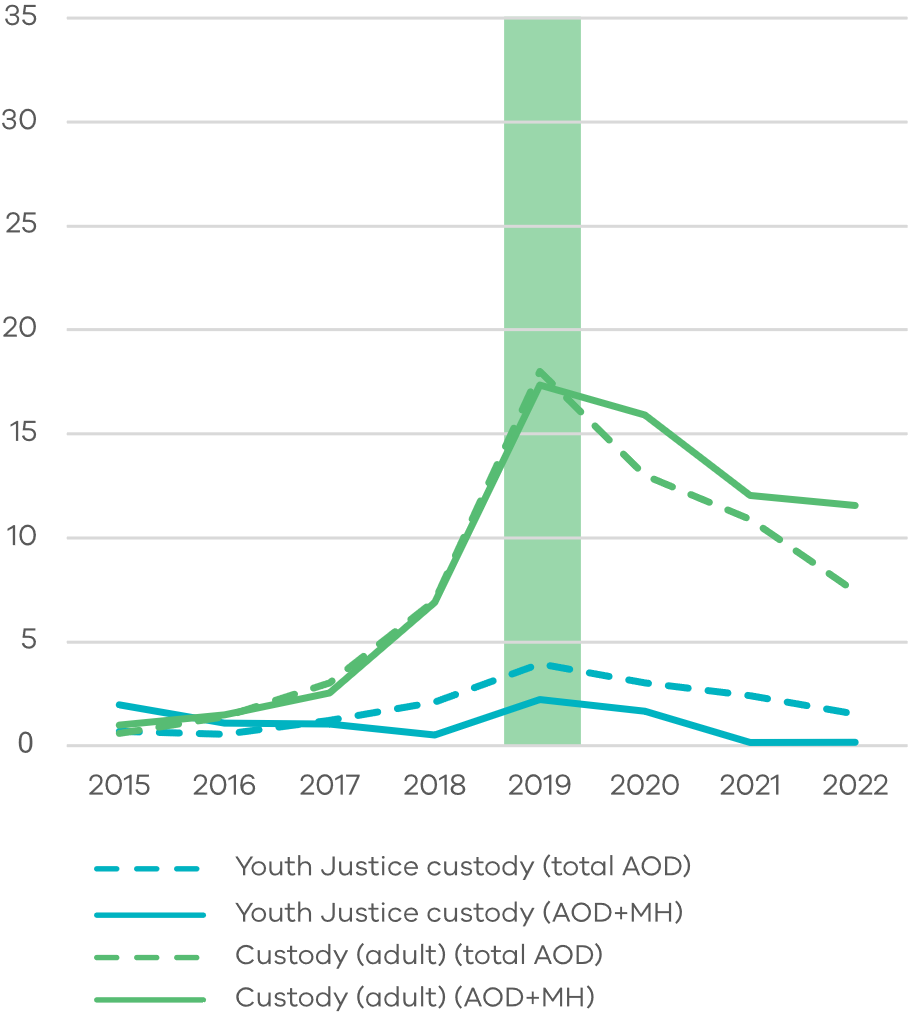 35
30
25
20
15
10
5
0
2015 2016 2017 2018 2019 2020 2021 2022
Youth Justice custody (total AOD)
Youth Justice custody (AOD+MH)
Custody (adult) (total AOD)
Custody (adult) (AOD+MH)